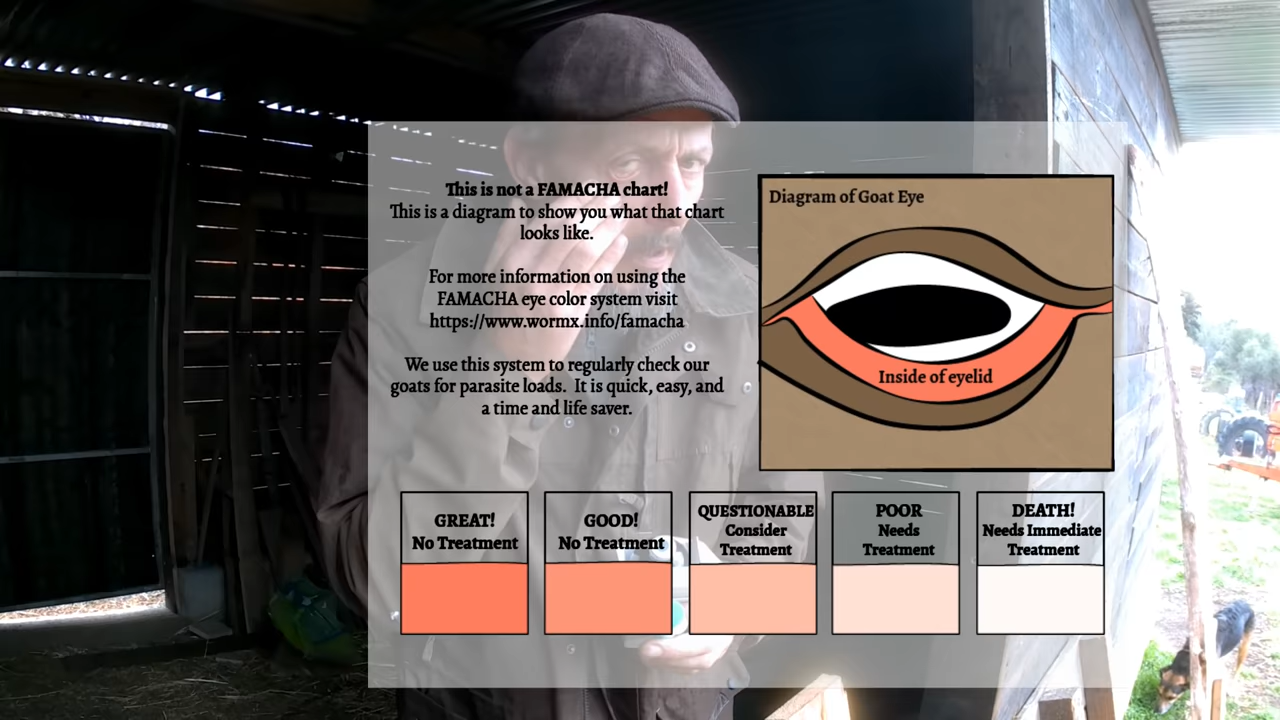 This is not a FAMACHA chart!
This is a diagram to show you what that chart
looks like.
For more information on using the
FAMACHA eye color system visit
https://www.wormx.info/famacha
We use this system to regularly check our
goats for parasite loads. It is quick, easy, and
a time and life saver.
Diagram of Goat Eye
Inside of eyelid
GREAT!
No Treatment
GOOD!
No Treatment
QUESTIONABLE
Consider
Treatment
POOR
Needs
Treatment
DEATH!
Needs Immediate
Treatment